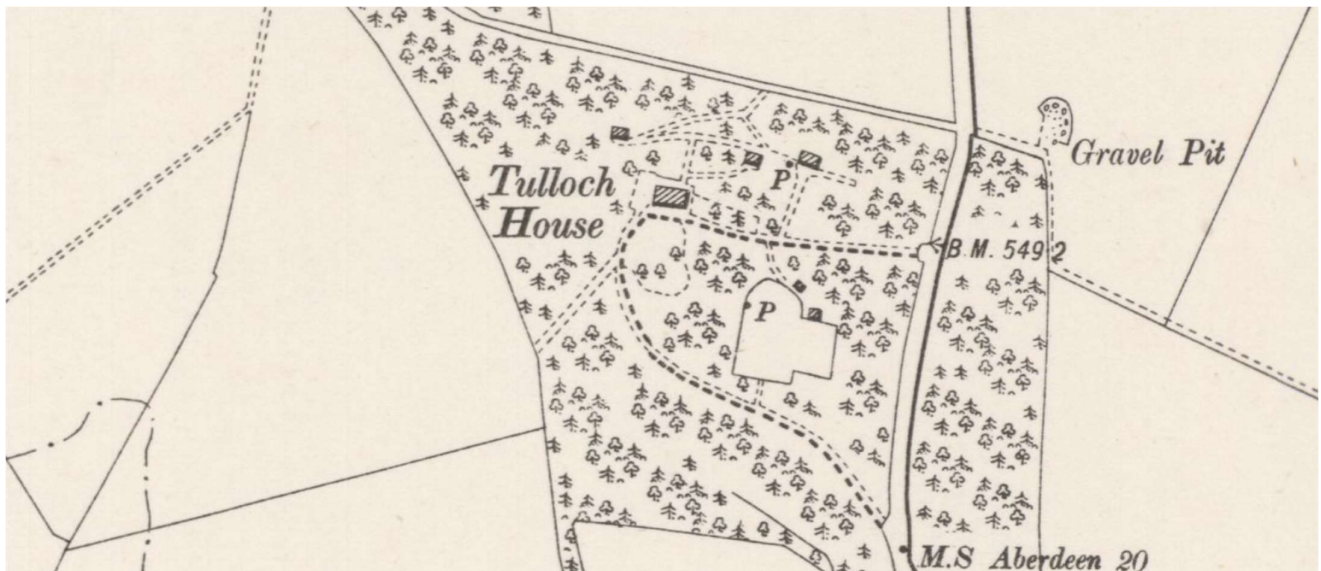 Gravel Pit
Tulloch
House
P
B.M. 549·2
P
M.S Aberdeen 20